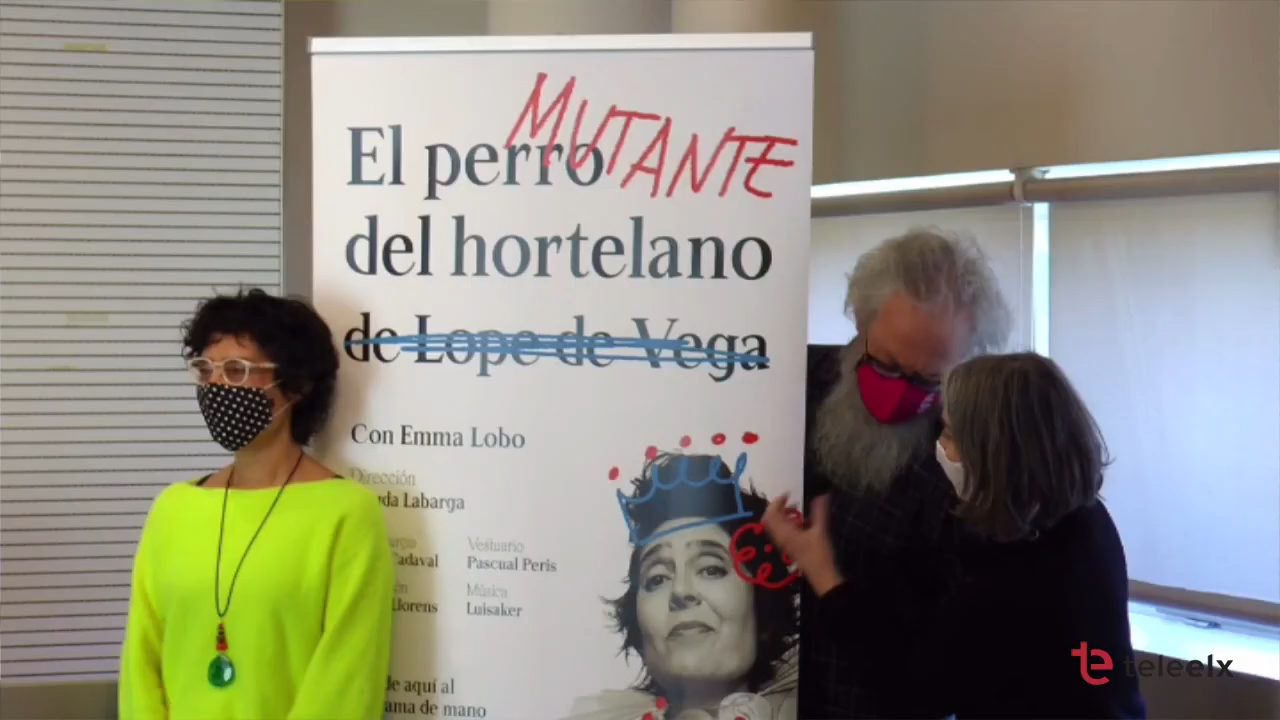 El perro MUTANTE
del hortelano
de Lope de Vega
Con Emma Lobo
Dirección
Labarga
Cadaval
Vestuario
Pascual Peris
Llorens
Música
Luisaker
de aquí al
de mano
teleelx